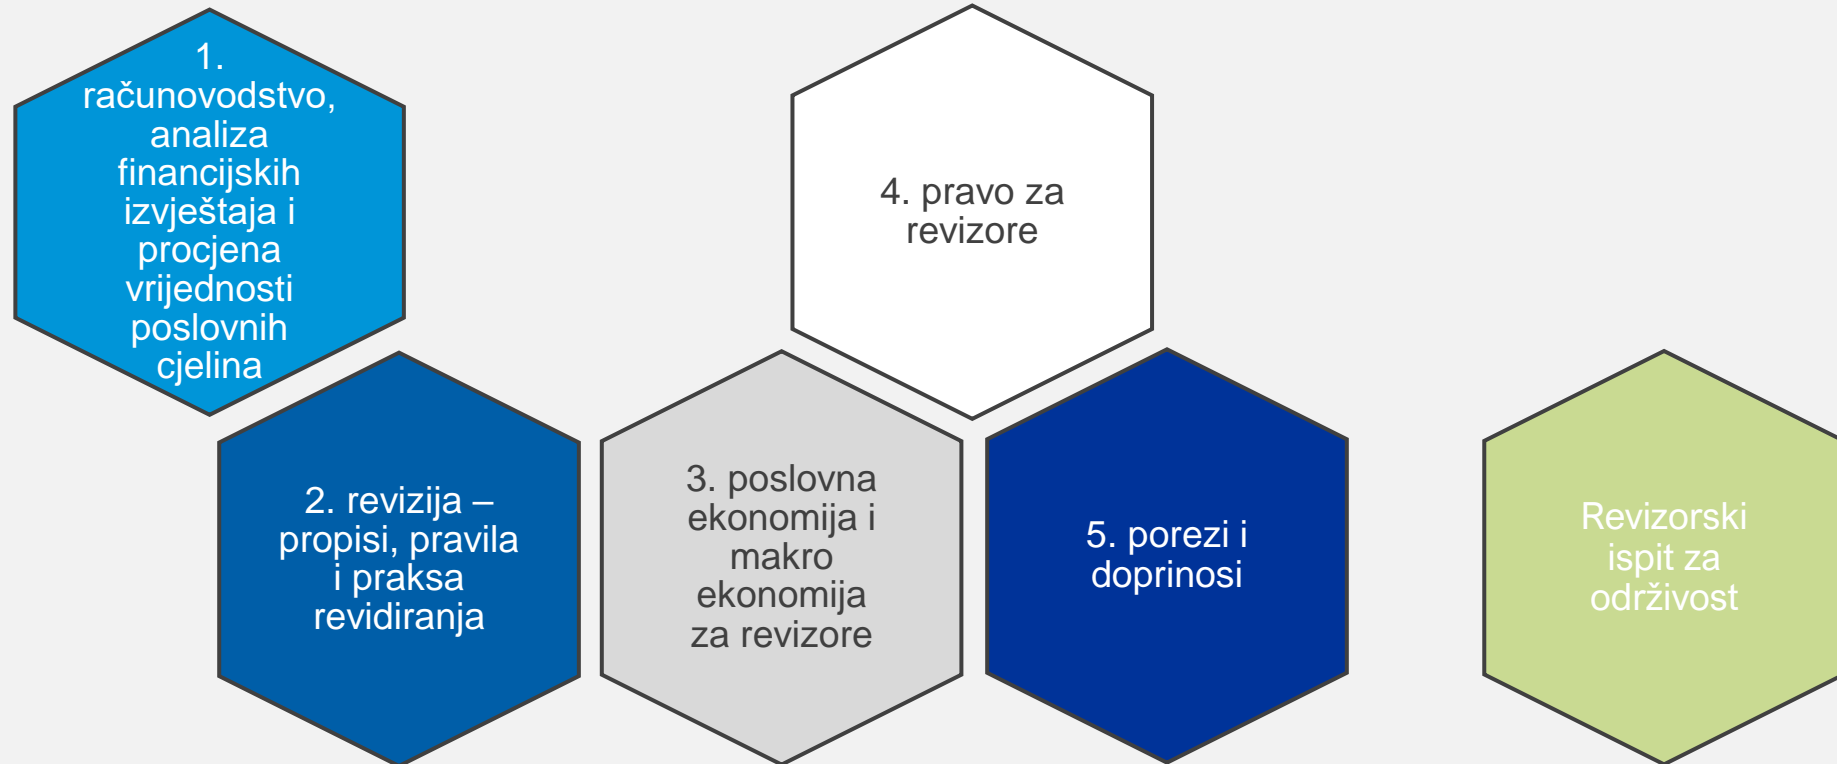 1.
računovodstvo,
analiza
financijskih
izvještaja i
procjena
vrijednosti
poslovnih
cjelina
2. revizija –
propisi, pravila
i praksa
revidiranja
3. poslovna
ekonomija i
makro
ekonomija
za revizore
4. pravo za
revizore
5. porezi i
doprinosi
Revizorski
ispit za
održivost